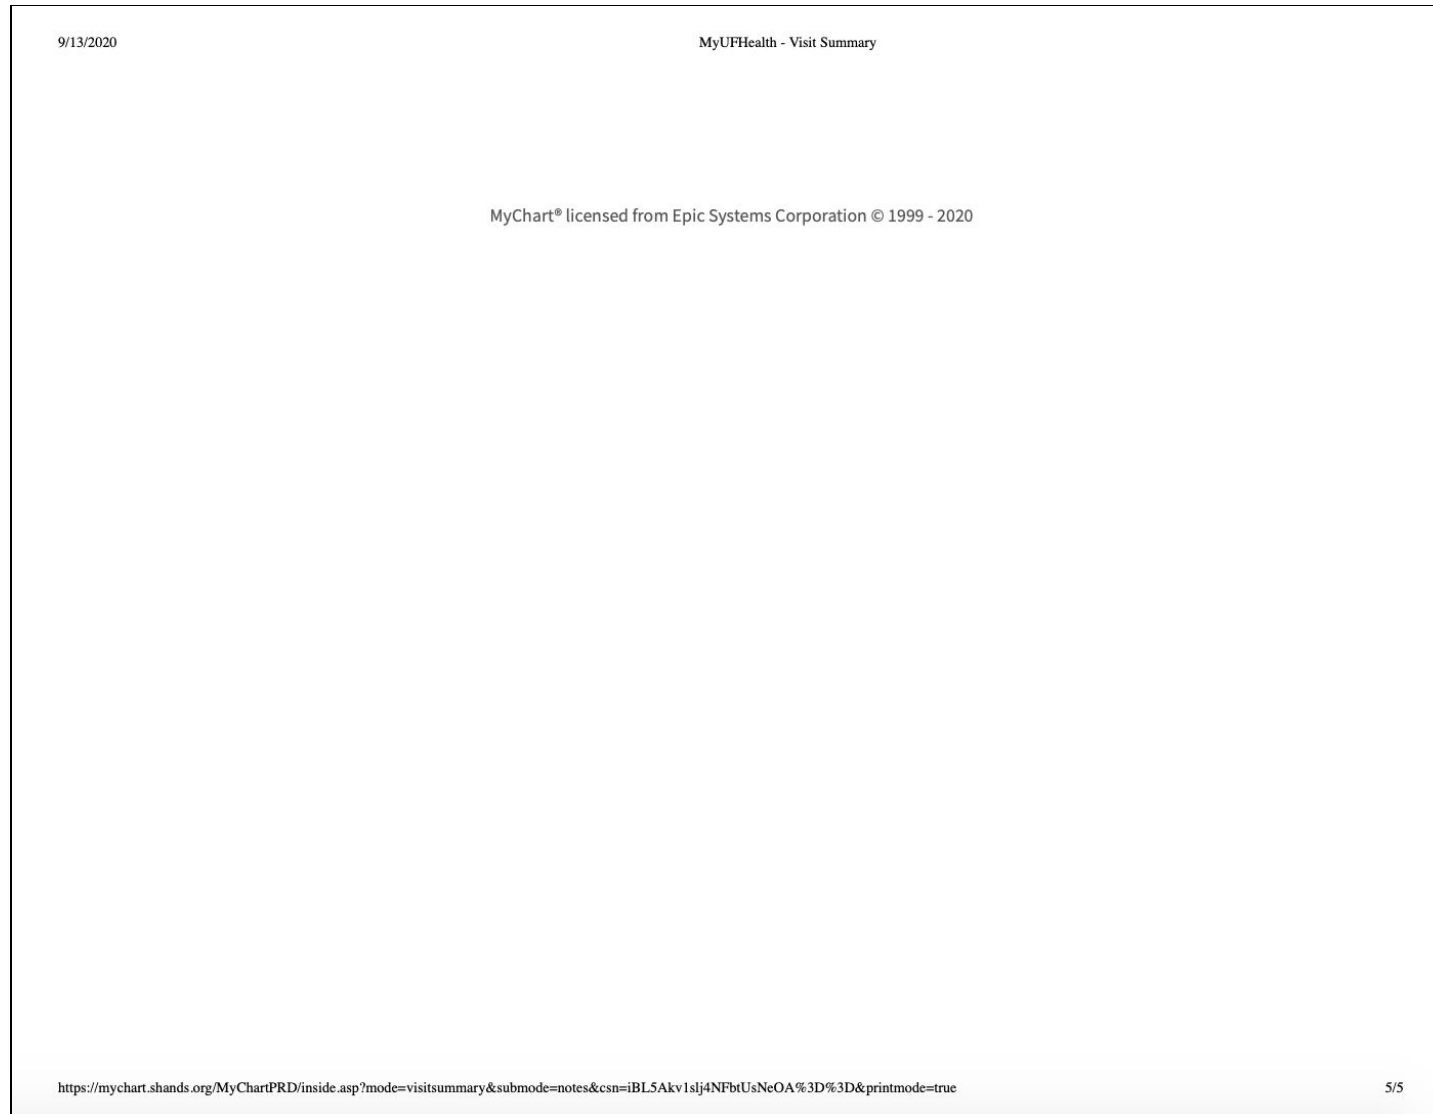 9/13/2020 MyUFHealth - Visit Summary
MyChart® licensed from Epic Systems Corporation © 1999 - 2020
https://mychart.shands.org/MyChartPRD/inside.asp?mode=visitsummary&submode=notes&csn=iBL5Akv1slj4NFbtUsNeOA%3D%3D&printmode=true 5/5